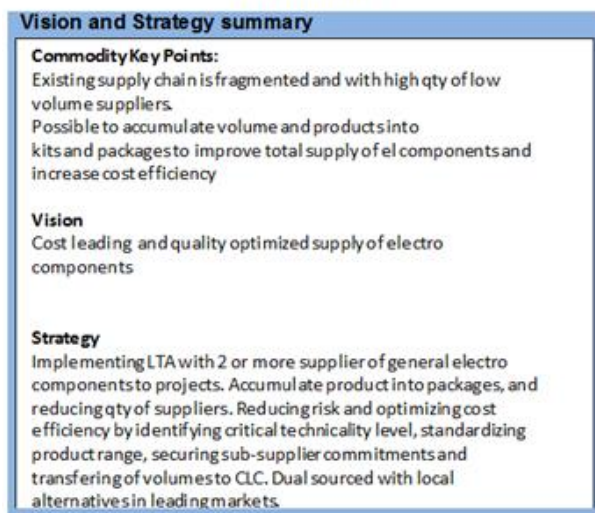 Vision and Strategy summary
Commodity Key Points:
Existing supply chain is fragmented and with high qty of low
volume suppliers.
Possible to accumulate volume and products into
kits and packages to improve total supply of el components and
increase cost efficiency
Vision
Cost leading and quality optimized supply of electro
components
Strategy
Implementing LTA with 2 or more supplier of general electro
components to projects. Accumulate product into packages, and
reducing qty of suppliers. Reducing risk and optimizing cost
efficiency by identifying critical technicality level, standardizing
product range, securing sub-supplier commitments and
transfering of volumes to CLC. Dual sourced with local
alternatives in leading markets.